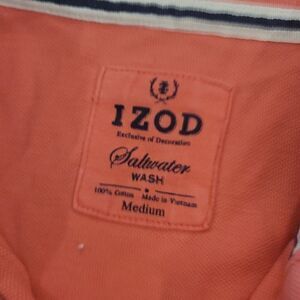 IZOD
Exclusive of Decoration
Saltwater
WASH
100% Cotton • Made in Vietnam
Medium